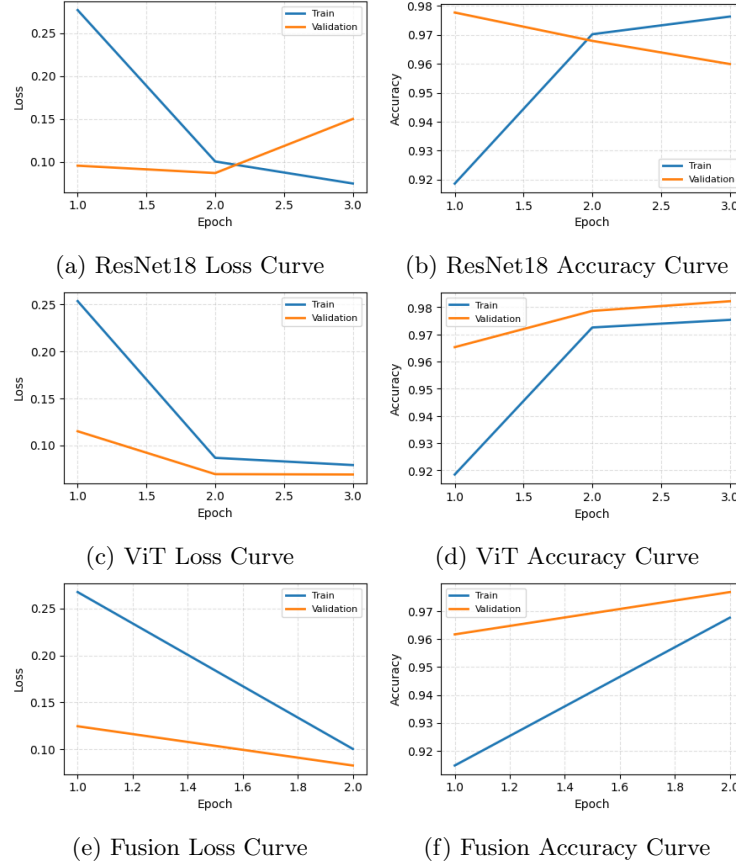 0.25
0.20
0.15
0.10
Loss
Train
Validation
1.0 1.5 2.0 2.5 3.0
Epoch
(a) ResNet18 Loss Curve
0.98
0.97
0.96
0.95
0.94
0.93
0.92
Accuracy
Train
Validation
1.0 1.5 2.0 2.5 3.0
Epoch
(b) ResNet18 Accuracy Curve
0.25
0.20
0.15
0.10
Loss
Train
Validation
1.0 1.5 2.0 2.5 3.0
Epoch
(c) ViT Loss Curve
0.98
0.97
0.96
0.95
0.94
0.93
0.92
Accuracy
Train
Validation
1.0 1.5 2.0 2.5 3.0
Epoch
(d) ViT Accuracy Curve
0.25
0.20
0.15
0.10
Loss
Train
Validation
1.0 1.2 1.4 1.6 1.8 2.0
Epoch
(e) Fusion Loss Curve
0.97
0.96
0.95
0.94
0.93
0.92
Accuracy
Train
Validation
1.0 1.2 1.4 1.6 1.8 2.0
Epoch
(f) Fusion Accuracy Curve